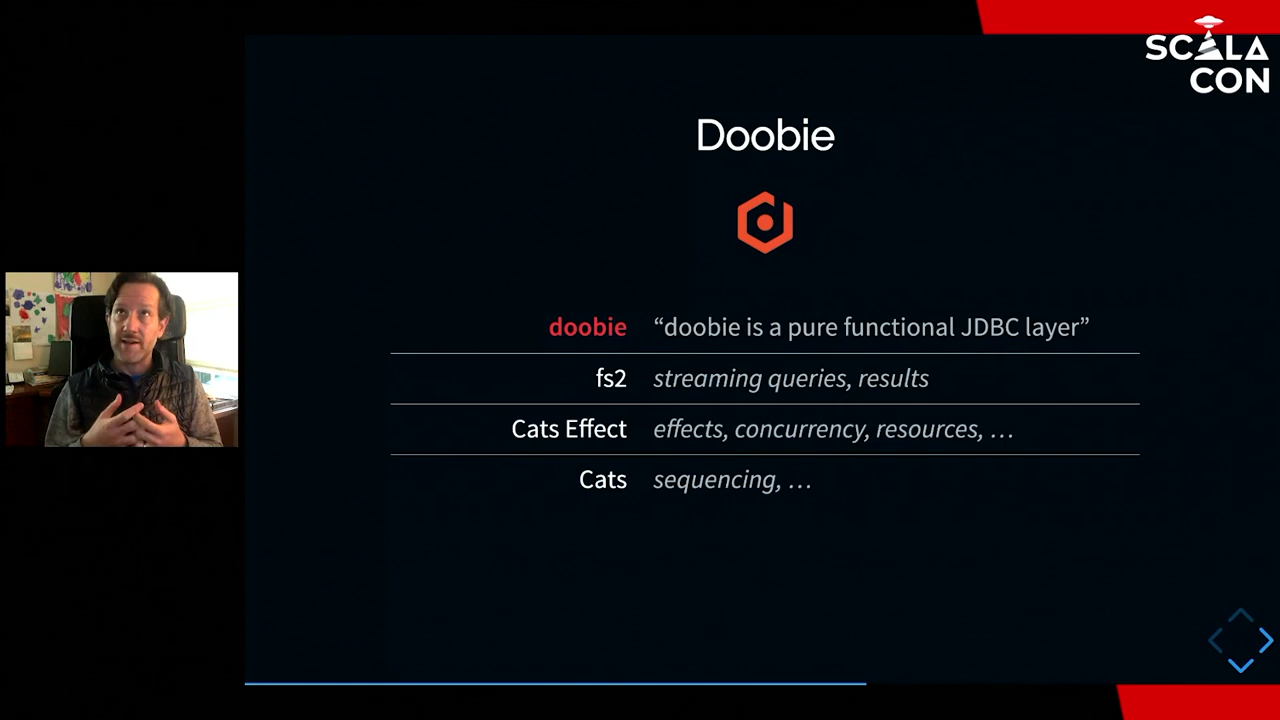 SCALA
CON
Doobie
doobie “doobie is a pure functional JDBC layer”
fs2 streaming queries, results
Cats Effect effects, concurrency, resources, …
Cats sequencing, …